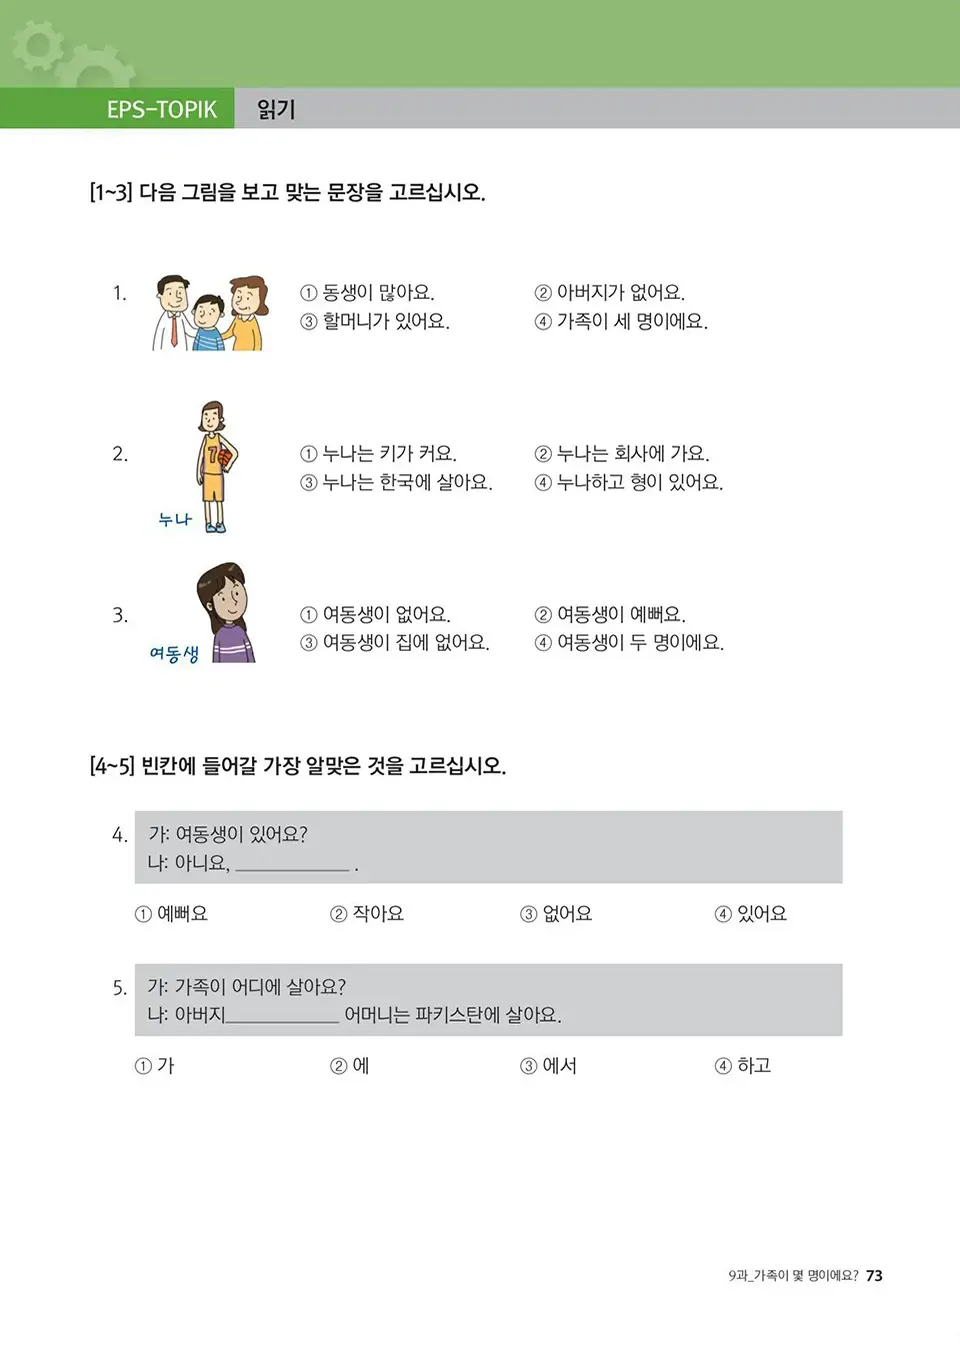 EPS-TOPIK 읽기
[1~3] 다음 그림을 보고 맞는 문장을 고르십시오.
1. ① 동생이 많아요. ② 아버지가 없어요.
③ 할머니가 있어요. ④ 가족이 세 명이에요.
7
2. ① 누나는 키가 커요. ② 누나는 회사에 가요.
③ 누나는 한국에 살아요. ④ 누나하고 형이 있어요.
누나
3. ① 여동생이 없어요. ② 여동생이 예뻐요.
③ 여동생이 집에 없어요. ④ 여동생이 두 명이에요.
여동생
[4~5] 빈칸에 들어갈 가장 알맞은 것을 고르십시오.
4. 가: 여동생이 있어요?
나: 아니요, ____________ .
① 예뻐요 ② 작아요 ③ 없어요 ④ 있어요
5. 가: 가족이 어디에 살아요?
나: 아버지____________ 어머니는 파키스탄에 살아요.
① 가 ② 에 ③ 에서 ④ 하고
9과_가족이 몇 명이에요? 73